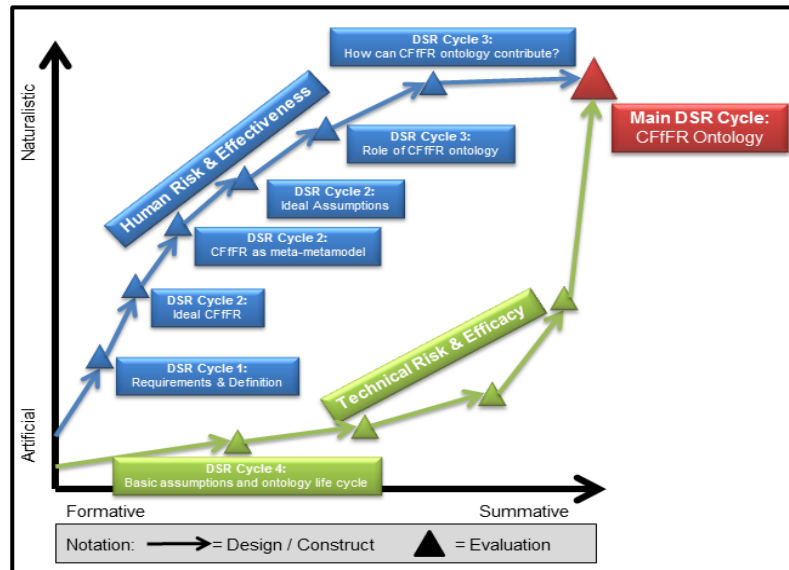 DSR Cycle 3:
How can CFfFR ontology contribute?
Main DSR Cycle:
CFfFR Ontology
DSR Cycle 3:
Role of CFfFR ontology
Human Risk & Effectiveness
DSR Cycle 2:
Ideal Assumptions
DSR Cycle 2:
CFfFR as meta-metamodel
DSR Cycle 2:
Ideal CFfFR
DSR Cycle 1:
Requirements & Definition
Technical Risk & Efficacy
DSR Cycle 4:
Basic assumptions and ontology life cycle
Naturalistic
Artificial
Formative
Summative
Notation: = Design / Construct = Evaluation